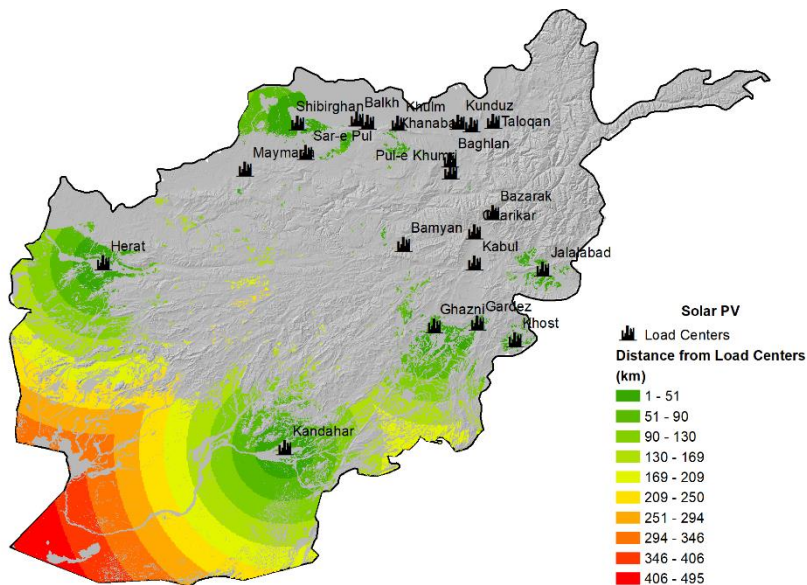 Shibirghan
Balkh
Khulm
Kunduz
Khanabad
Taloqan
Sar-e Pul
Maymana
Pul-e Khumri
Baghlan
Bazarak
Charikar
Bamyan
Kabul
Herat
Jalalabad
Ghazni
Gardez
Khost
Kandahar
Solar PV
Load Centers
Distance from Load Centers
(km)
1 - 51
51 - 90
90 - 130
130 - 169
169 - 209
209 - 250
251 - 294
294 - 346
346 - 406
406 - 495